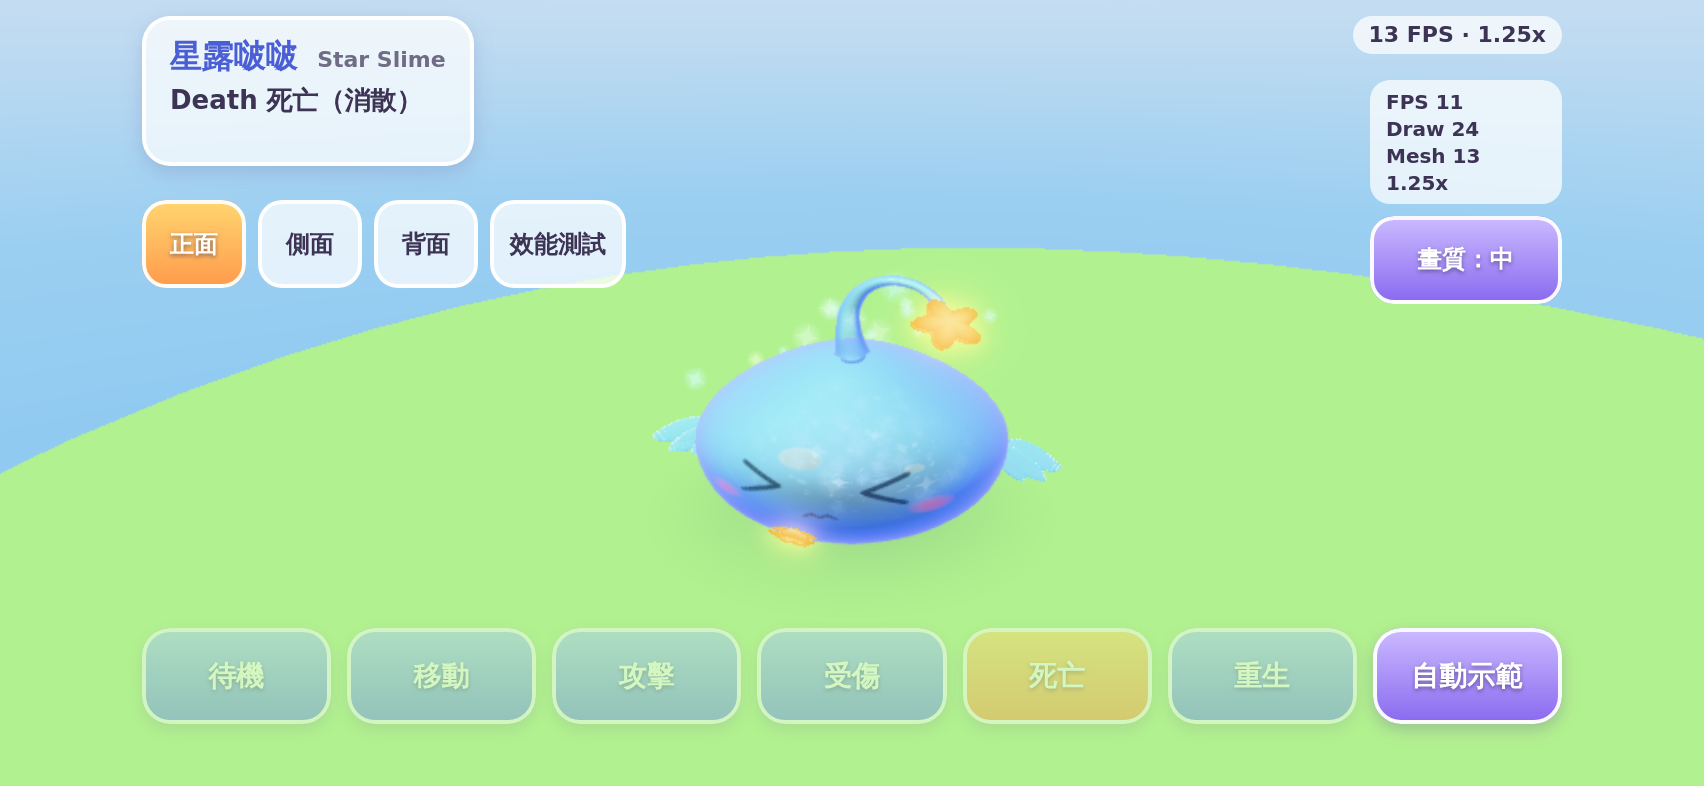 星露啵啵 Star Slime
Death 死亡（消散）
13 FPS · 1.25x
FPS 11
Draw 24
Mesh 13
1.25x
正面
側面
背面
效能測試
畫質：中
待機
移動
攻擊
受傷
死亡
重生
自動示範